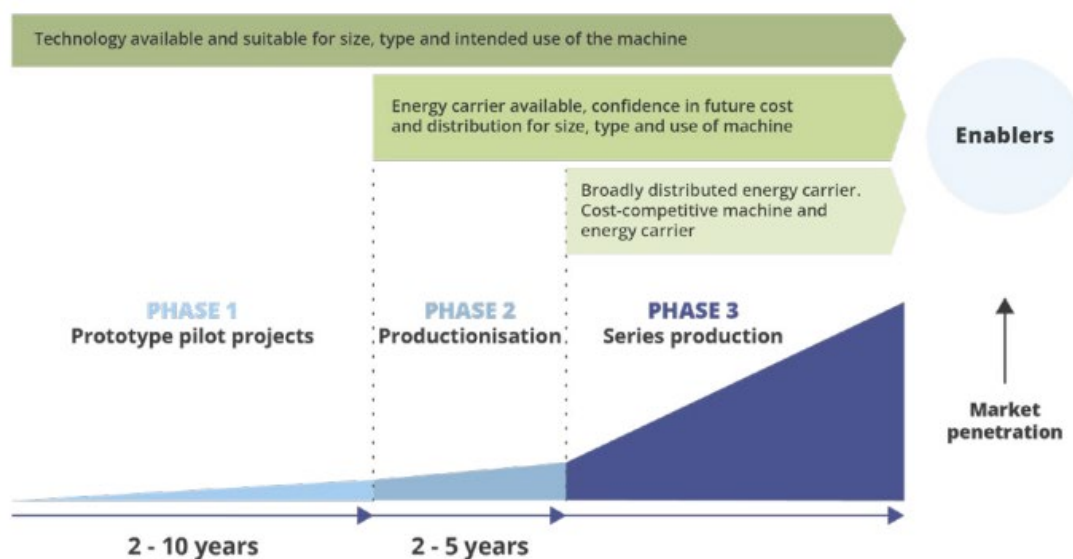 Technology available and suitable for size, type and intended use of the machine
Energy carrier available, confidence in future cost
and distribution for size, type and use of machine
Enablers
Broadly distributed energy carrier.
Cost-competitive machine and
energy carrier
PHASE 1
Prototype pilot projects
PHASE 2
Productionisation
PHASE 3
Series production
Market
penetration
2 - 10 years
2 - 5 years